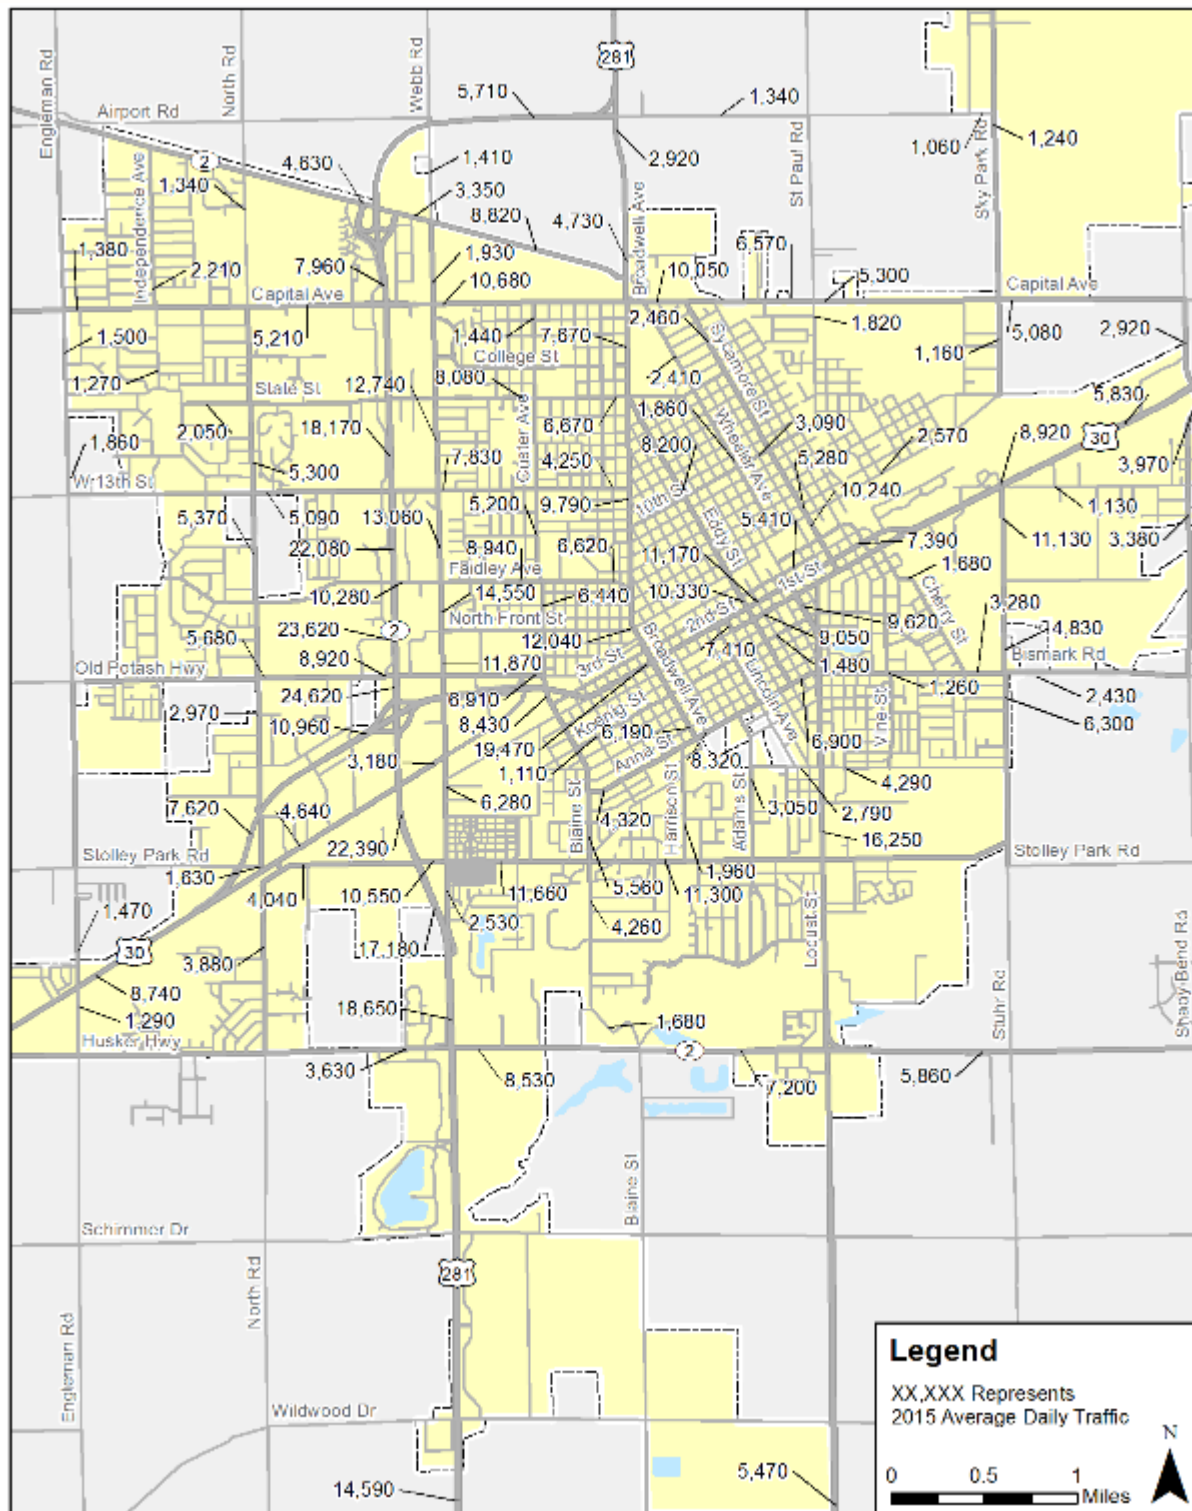 281
Engleman Rd
North Rd
Webb Rd
5,710
1,340
Airport Rd
1,060
1,240
2
4,630
1,410
2,920
St Paul Rd
Sky Park Rd
Independence Ave
1,340
3,350
8,820
4,730
Broadwell Ave
6,570
1,380
2,210
7,960
1,930
10,680
10,050
5,300
Capital Ave
Capital Ave
1,500
5,210
1,440
7,670
2,460
1,820
5,080
2,920
College St
Sycamore St
1,160
1,270
State St
12,740
8,080
2,410
5,830
Custer Ave
1,860
Wheeler Ave
3,090
2,570
8,920
30
1,860
2,050
18,170
6,670
8,200
5,280
3,970
W 13th St
5,300
7,830
4,250
10,240
1,130
5,370
5,090
13,060
5,200
9,790
10th St
Eddy St
5,410
11,130
3,380
22,080
8,940
6,620
11,170
1st St
7,390
1,680
Faidley Ave
10,280
14,550
6,440
10,330
Cherry St
3,280
North Front St
2nd St
9,620
5,680
23,620
2
12,040
9,050
14,830
Old Potash Hwy
8,920
11,870
3rd St
Broadwell Ave
7,410
Lincoln Ave
1,480
Bismark Rd
24,620
6,910
1,260
2,430
2,970
10,960
8,430
Koenig St
Vine St
6,300
19,470
6,190
6,900
3,180
1,110
Anna St
8,320
4,290
7,620
4,640
6,280
Blaine St
4,320
Harrison St
Adams St
3,050
2,790
22,390
16,250
Stolley Park Rd
Stolley Park Rd
1,630
4,040
10,550
11,660
5,560
11,300
1,960
1,470
2,530
4,260
Locust St
30
3,880
17,180
8,740
18,650
Stuhr Rd
Shady Bend Rd
1,290
1,680
Husker Hwy
2
3,630
8,530
7,200
5,860
Blaine St
Schimmer Dr
281
North Rd
Engleman Rd
Wildwood Dr
14,590
5,470
Legend
XX,XXX Represents
2015 Average Daily Traffic
N
0 0.5 1
Miles